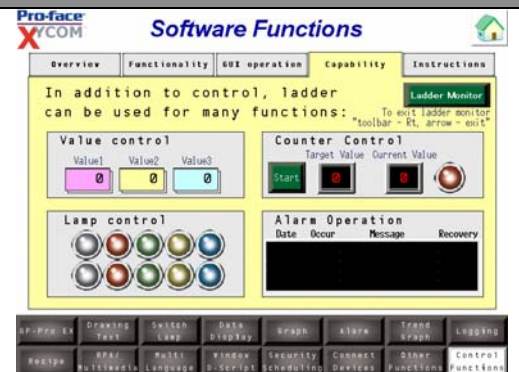 Pro-face
XYCOM
Software Functions
Overview Functionality GUI operation Capability Instructions
In addition to control, ladder
can be used for many functions:
Ladder Monitor
To exit ladder monitor
"toolbar - Rt, arrow - exit"
Value control
Value1 Value2 Value3
0 0 0
Counter Control
Target Value Current Value
Start 0 0
Lamp control
Alarm Operation
Date Occur Message Recovery
GP-Pro EX Drawing Text Switch Lamp Data Display Graph Alarm Trend Graph Logging
Recipe RPA/ Multimedia Multi Language Window D-Script Security Scheduling Connect Devices Other Functions Control Functions